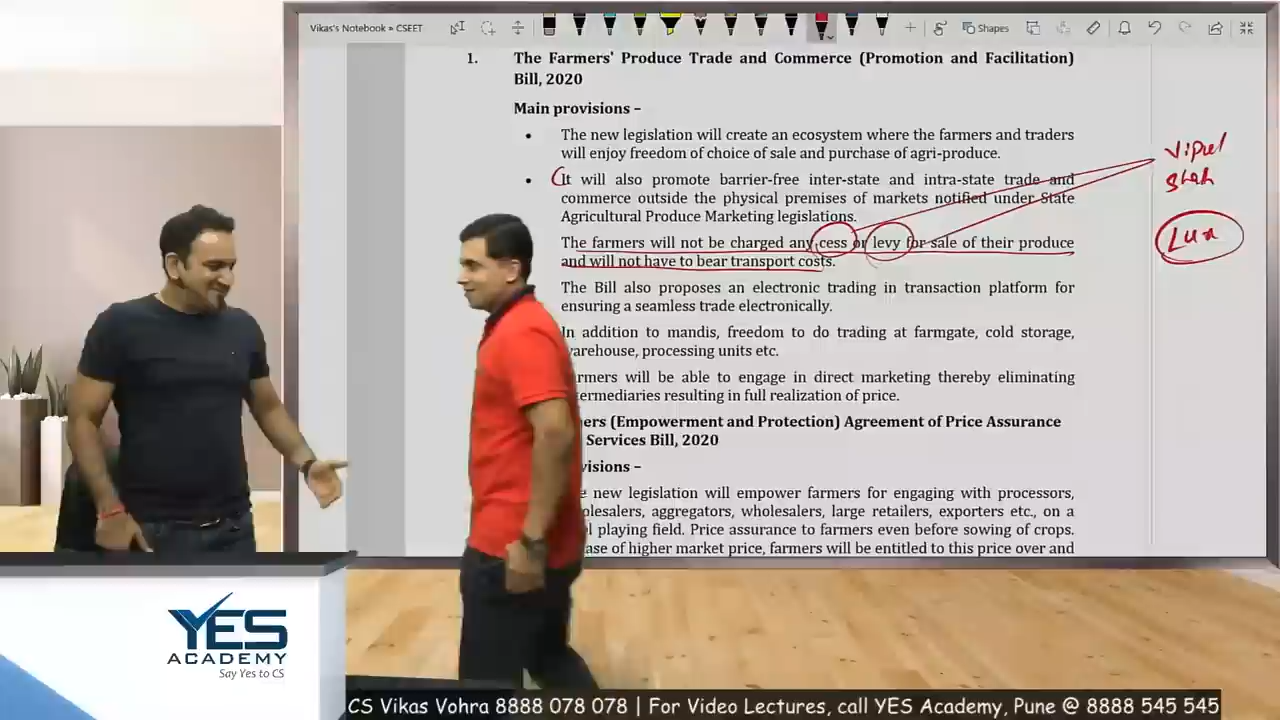 Vikas's Notebook » CSEET
Shapes
1. The Farmers' Produce Trade and Commerce (Promotion and Facilitation)
Bill, 2020
Main provisions –
• The new legislation will create an ecosystem where the farmers and traders
will enjoy freedom of choice of sale and purchase of agri-produce.
• It will also promote barrier-free inter-state and intra-state trade and
commerce outside the physical premises of markets notified under State
Agricultural Produce Marketing legislations.
The farmers will not be charged any cess or levy for sale of their produce
and will not have to bear transport costs.
The Bill also proposes an electronic trading in transaction platform for
ensuring a seamless trade electronically.
In addition to mandis, freedom to do trading at farmgate, cold storage,
warehouse, processing units etc.
armers will be able to engage in direct marketing thereby eliminating
termediaries resulting in full realization of price.
ers (Empowerment and Protection) Agreement of Price Assurance
Services Bill, 2020
visions –
e new legislation will empower farmers for engaging with processors,
olesalers, aggregators, wholesalers, large retailers, exporters etc., on a
l playing field. Price assurance to farmers even before sowing of crops.
ase of higher market price, farmers will be entitled to this price over and
Vipul
Shah
Lux
YES
ACADEMY
Say Yes to CS
CS Vikas Vohra 8888 078 078 | For Video Lectures, call YES Academy, Pune @ 8888 545 545